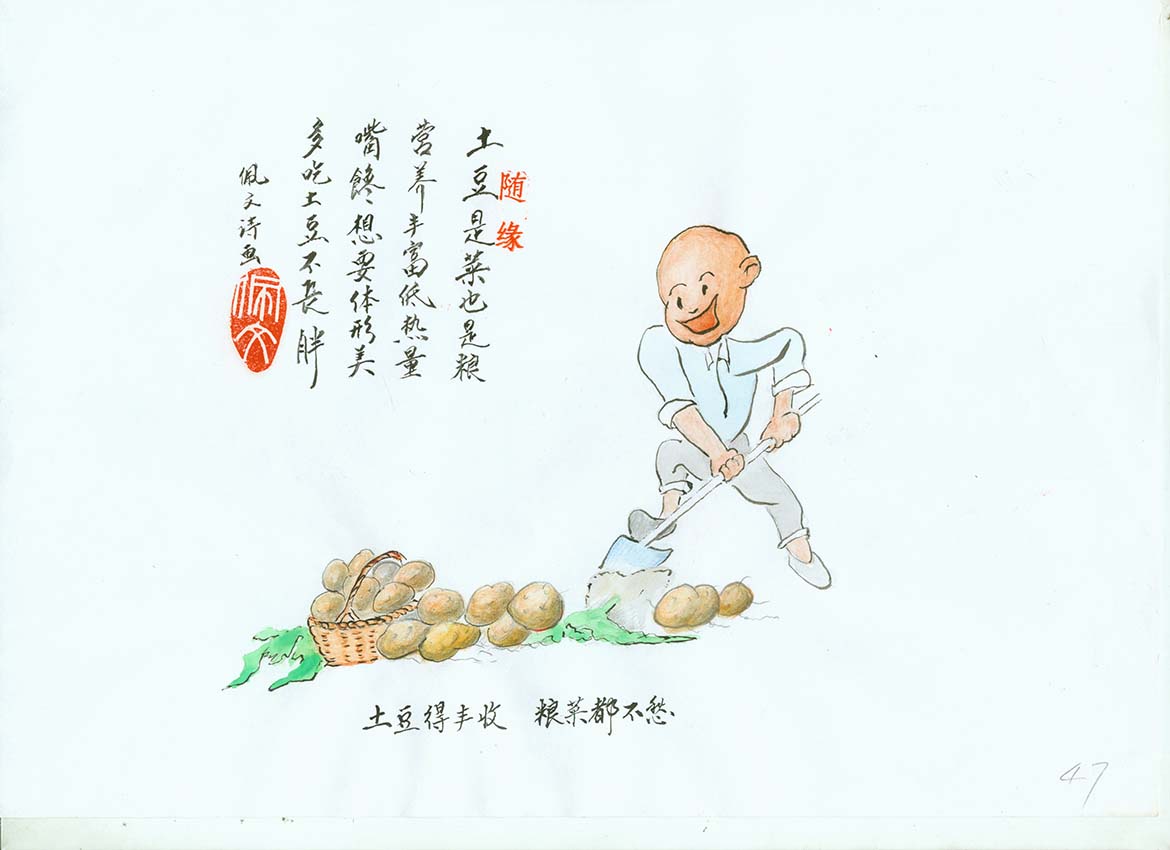 土豆是菜也是粮
随缘
营养丰富低热量
嘴馋想要体形美
多吃土豆不长胖
佩文诗画
佩文
土豆得丰收 粮菜都不愁
47